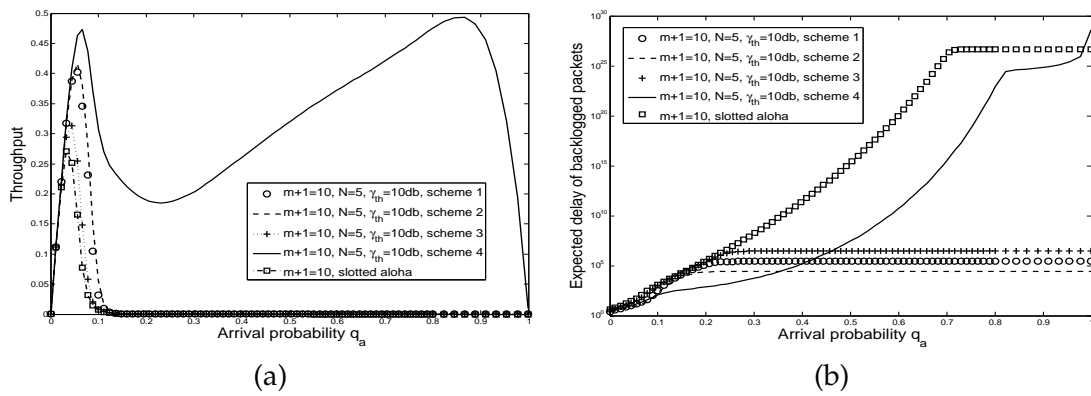 0.5
0.45
0.4
0.35
0.3
0.25
0.2
0.15
0.1
0.05
0
Throughput
m+1=10, N=5, γth=10db, scheme 1
m+1=10, N=5, γth=10db, scheme 2
m+1=10, N=5, γth=10db, scheme 3
m+1=10, N=5, γth=10db, scheme 4
m+1=10, slotted aloha
0 0.1 0.2 0.3 0.4 0.5 0.6 0.7 0.8 0.9 1
Arrival probability qa
(a)
10^30
10^25
10^20
10^15
10^10
10^5
10^0
Expected delay of backlogged packets
m+1=10, N=5, γth=10db, scheme 1
m+1=10, N=5, γth=10db, scheme 2
m+1=10, N=5, γth=10db, scheme 3
m+1=10, N=5, γth=10db, scheme 4
m+1=10, slotted aloha
0.0 0.1 0.2 0.3 0.4 0.5 0.6 0.7 0.8 0.9 1.0
Arrival probability qa
(b)